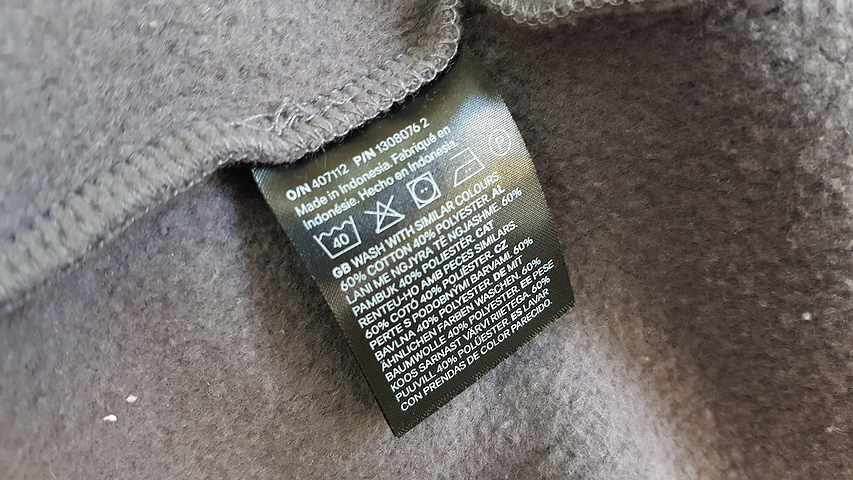 O/N 407112 P/N 1308076 2
Made in Indonesia. Fabriqué en
Indonésie. Hecho en Indonesia.
40 P
GB WASH WITH SIMILAR COLOURS.
60% COTTON 40% POLYESTER. AL
LANI ME NGJYRA TË NGJASHME. 60%
PAMBUK 40% POLIESTËR. CAT
RENTEU-HO AMB PECES SIMILARS.
60% COTÓ 40% POLIÈSTER. CZ
PERTE S PODOBNÝMI BARVAMI. 60%
BAVLNA 40% POLYESTER. DE MIT
ÄHNLICHEN FARBEN WASCHEN. 60%
BAUMWOLLE 40% POLYESTER. EE PESE
KOOS SARNAST VÄRVI RIIETEGA. 60%
PUUVILL 40% POLÜESTER. ES LAVAR
CON PRENDAS DE COLOR PARECIDO.